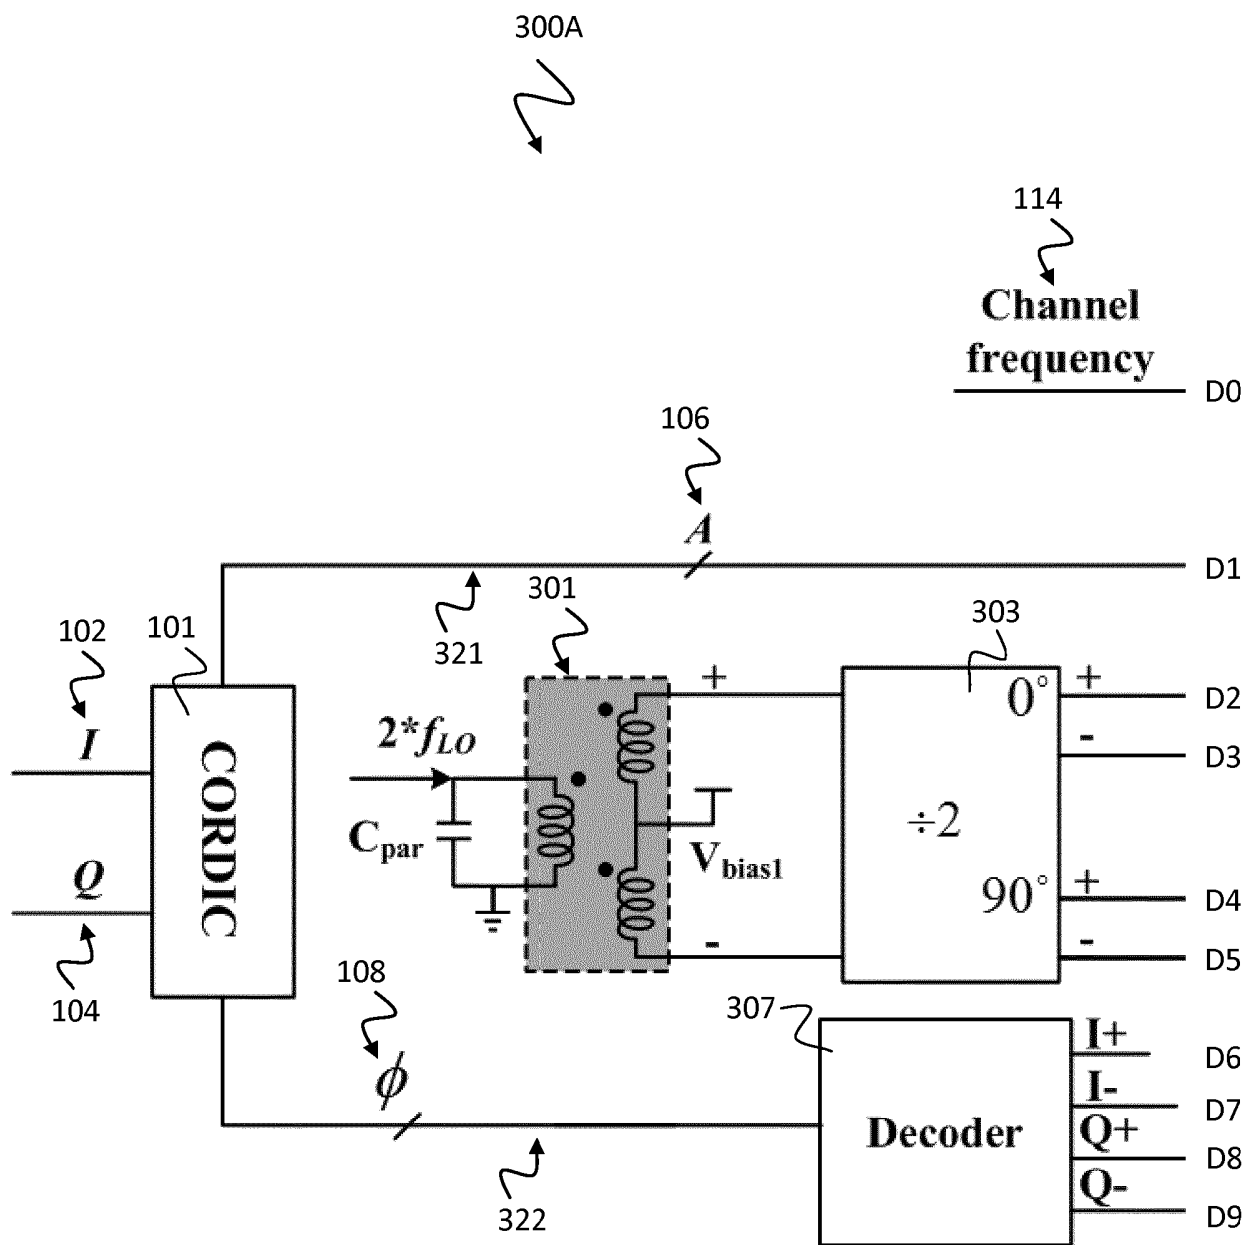 300A
114
Channel
frequency
D0
106
A
D1
321
301
303
102
101
I
CORDIC
Q
104
2*fLO
Cpar
+
-
Vbias1
÷2
0°
+
-
90°
+
-
D2
D3
D4
D5
108
ϕ
322
307
Decoder
I+
I-
Q+
Q-
D6
D7
D8
D9